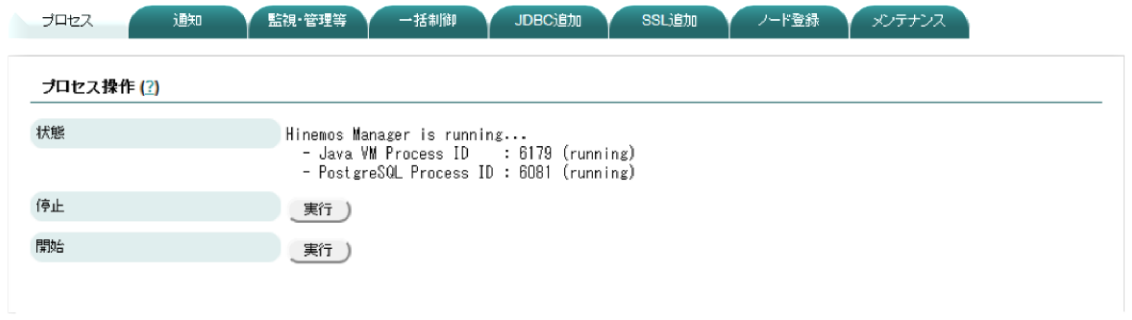 プロセス 通知 監視・管理等 一括制御 JDBC追加 SSL追加 ノード登録 メンテナンス
プロセス操作 (?)
状態 Hinemos Manager is running...
- Java VM Process ID : 6179 (running)
- PostgreSQL Process ID : 6081 (running)
停止 実行
開始 実行